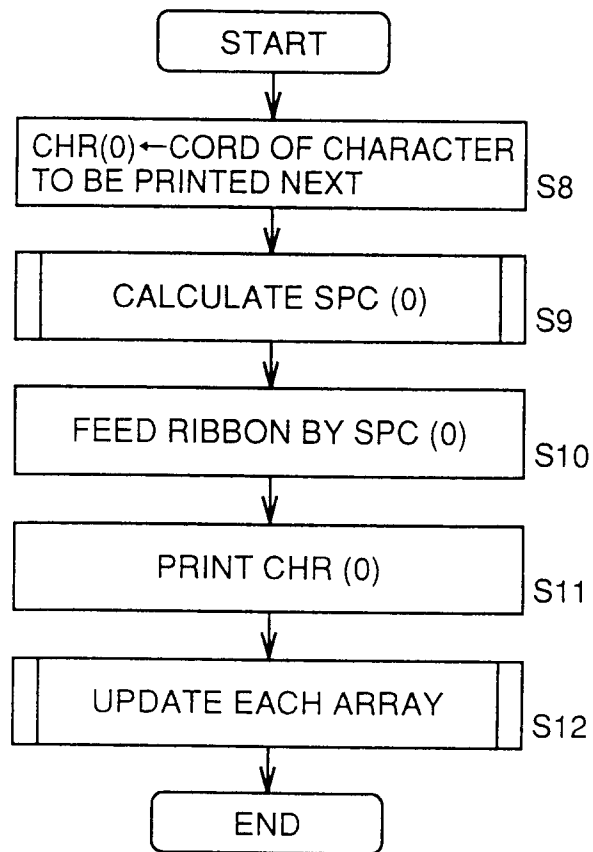 START
CHR(0)←CORD OF CHARACTER
TO BE PRINTED NEXT
S8
CALCULATE SPC (0)
S9
FEED RIBBON BY SPC (0)
S10
PRINT CHR (0)
S11
UPDATE EACH ARRAY
S12
END